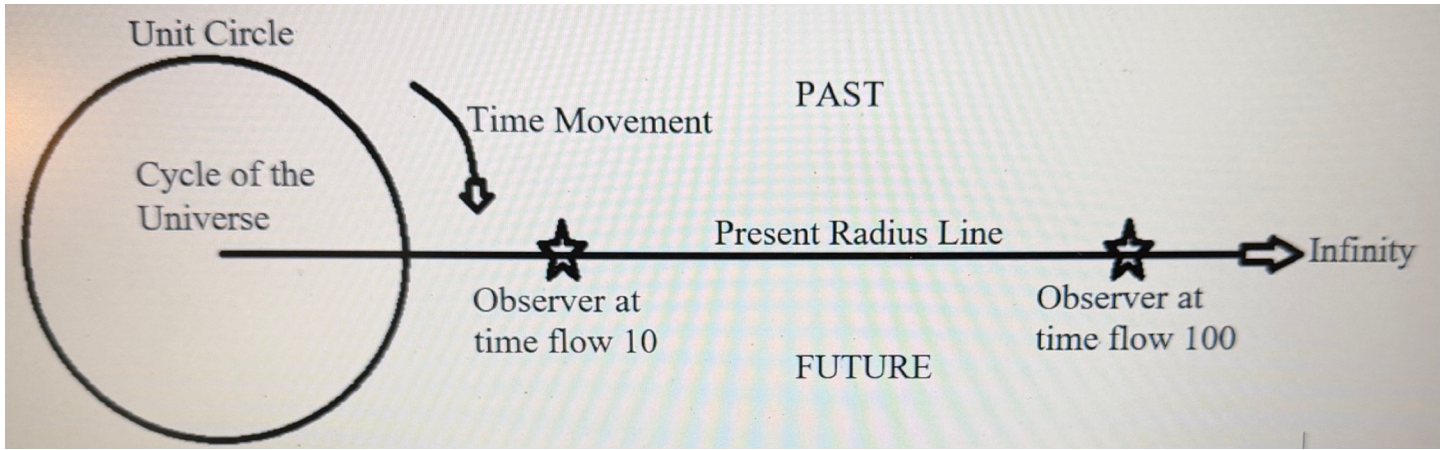 Unit Circle
PAST
Time Movement
Cycle of the
Universe
Present Radius Line
Infinity
Observer at
time flow 10
Observer at
time flow 100
FUTURE